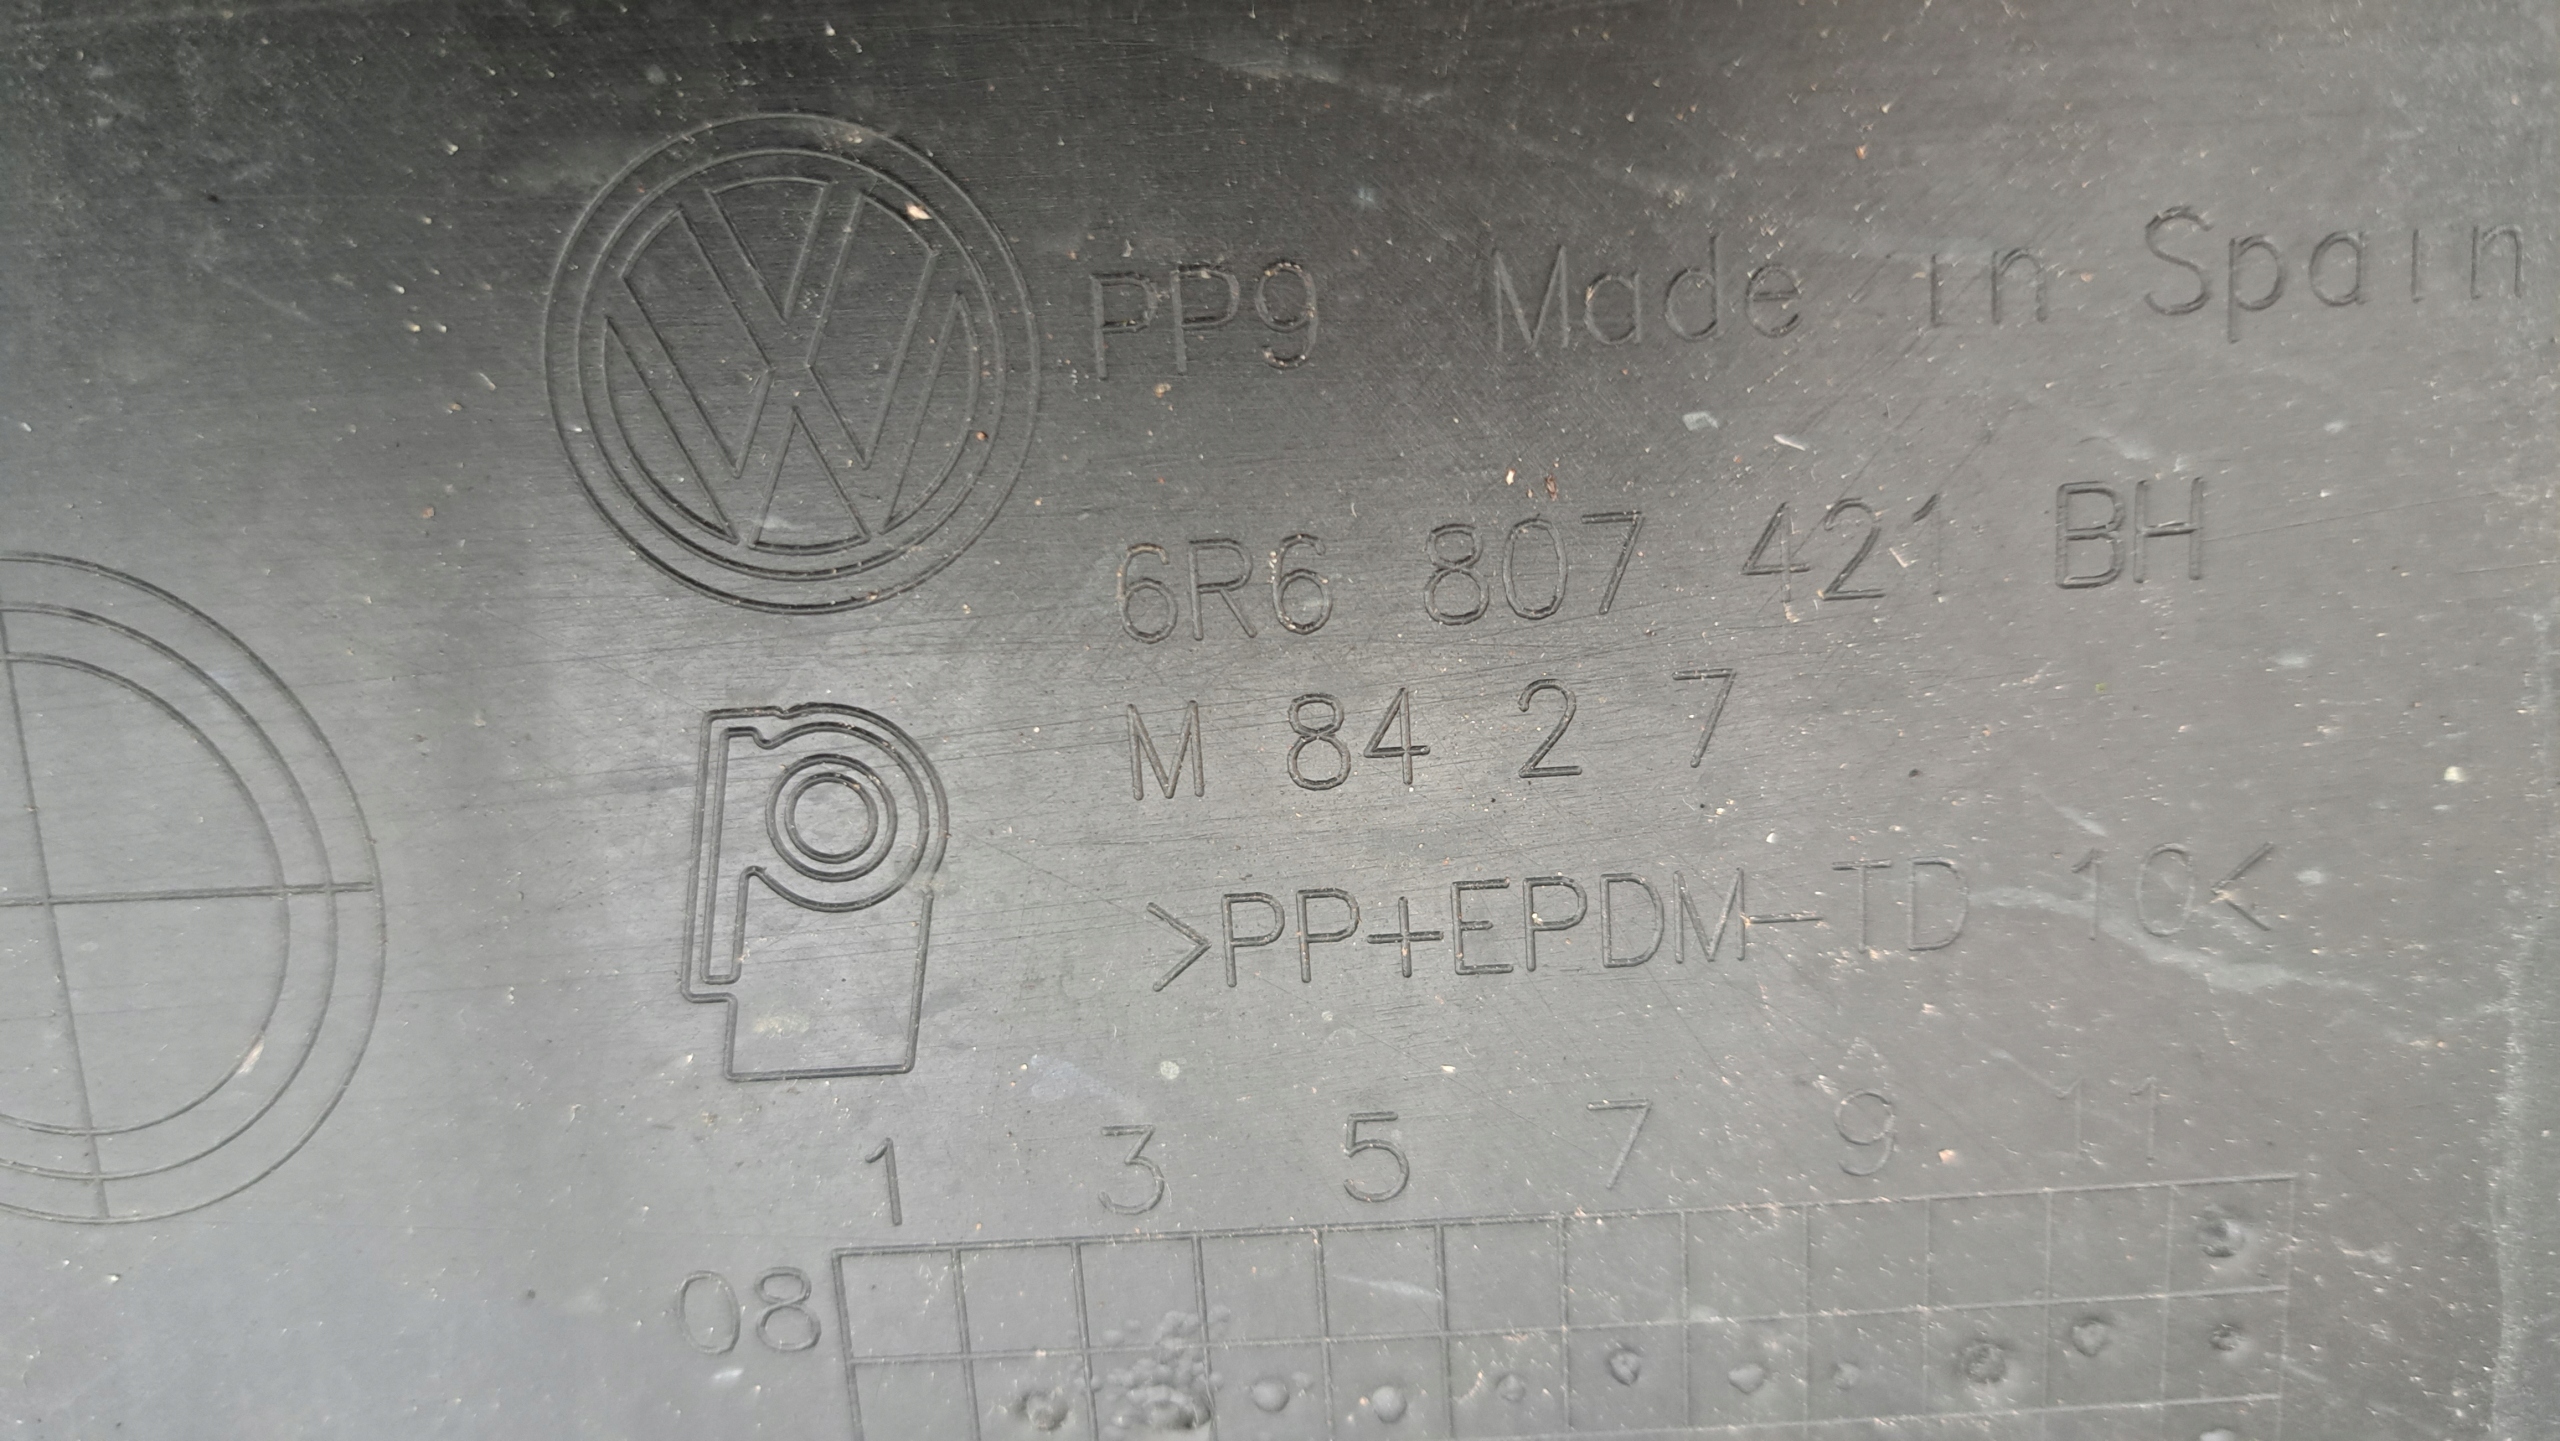 PP9 Made in Spain
6R6 807 421 BH
M 84 2 7
>PP+EPDM-TD 10<
1 3 5 7 9 11
08